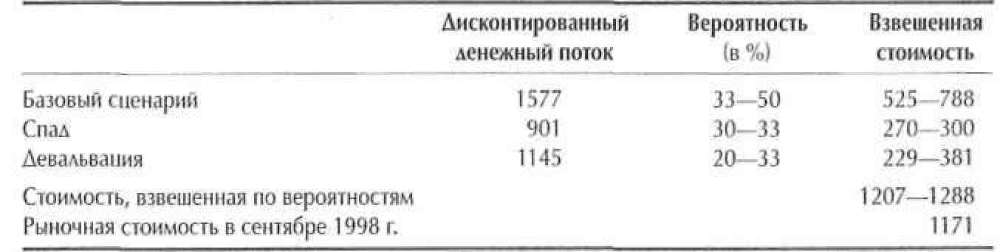 Дисконтированный Вероятность Взвешенная
денежный поток (в %) стоимость
Базовый сценарий 1577 33—50 525—788
Спад 901 30—33 270—300
Девальвация 1145 20—33 229—381
Стоимость, взвешенная по вероятностям 1207—1288
Рыночная стоимость в сентябре 1998 г. 1171